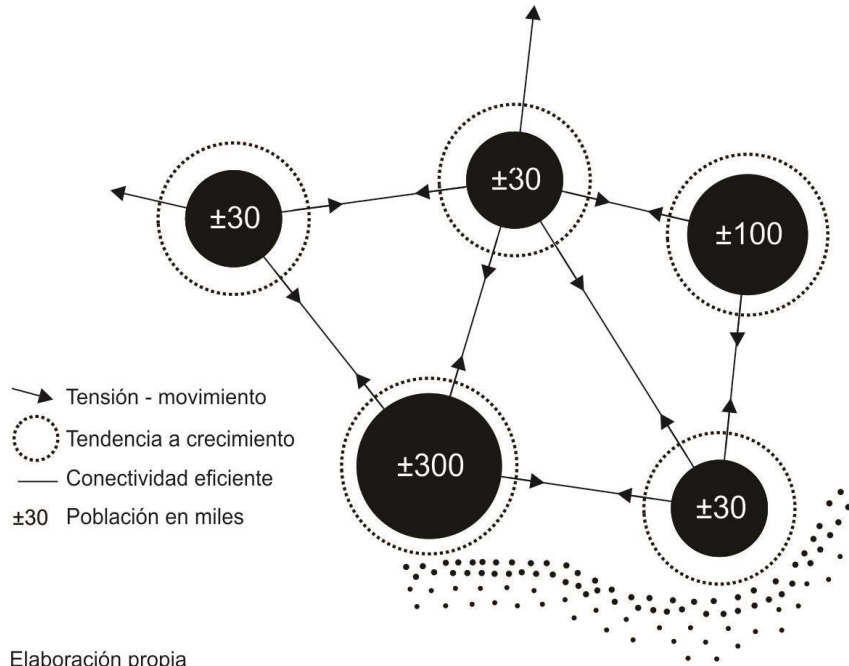 ±30
±30
±100
±300
±30
Tensión - movimiento
Tendencia a crecimiento
Conectividad eficiente
±30 Población en miles
Elaboración propia